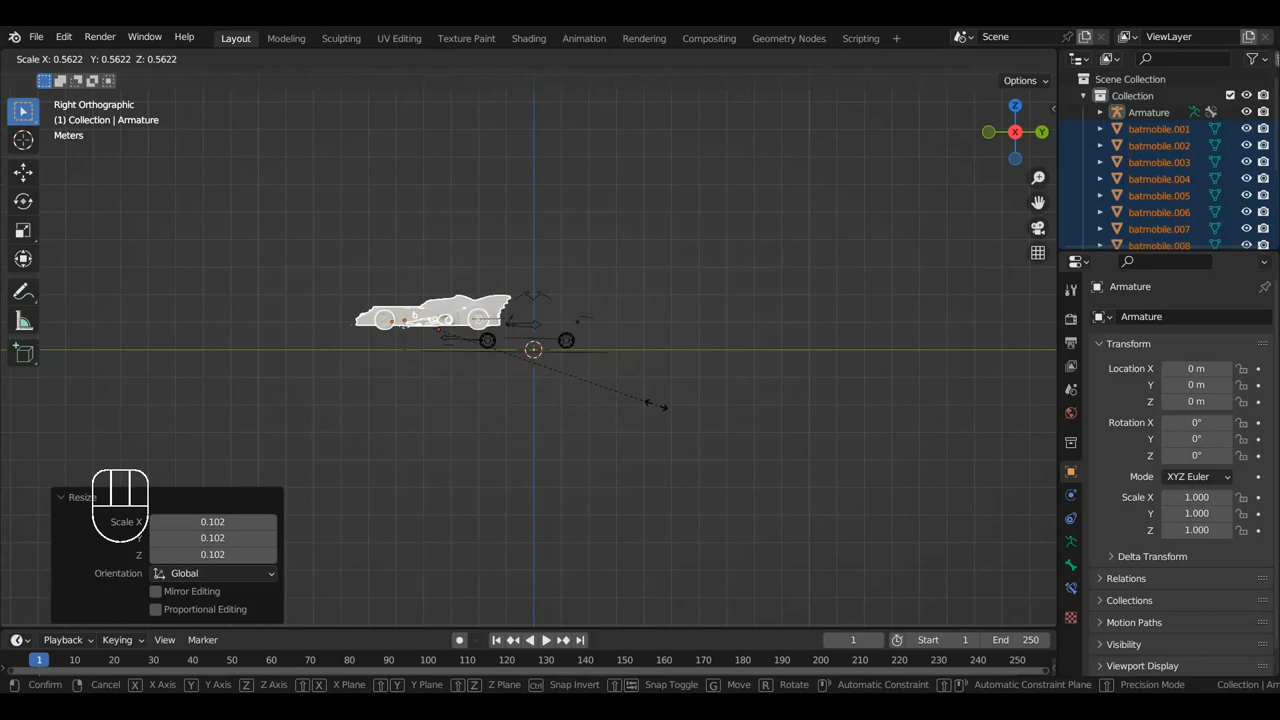 File Edit Render Window Help Layout Modeling Sculpting UV Editing Texture Paint Shading Animation Rendering Compositing Geometry Nodes Scripting + Scene ViewLayer
Scale X: 0.5622 Y: 0.5622 Z: 0.5622
Options
Right Orthographic
(1) Collection | Armature
Meters
Z
X
Y
Scene Collection
Collection
Armature
batmobile.001
batmobile.002
batmobile.003
batmobile.004
batmobile.005
batmobile.006
batmobile.007
batmobile.008
Armature
Armature
Transform
Location X 0 m
Y 0 m
Z 0 m
Rotation X 0°
Y 0°
Z 0°
Mode XYZ Euler
Scale X 1.000
Y 1.000
Z 1.000
Delta Transform
Relations
Collections
Motion Paths
Visibility
Viewport Display
Resize
Scale X 0.102
Y 0.102
Z 0.102
Orientation Global
Mirror Editing
Proportional Editing
Playback Keying View Marker 1 Start 1 End 250
1 10 20 30 40 50 60 70 80 90 100 110 120 130 140 150 160 170 180 190 200 210 220 230 240 250
Confirm Cancel X X Axis Y Y Axis Z Z Axis X X Plane Y Y Plane Z Z Plane Ctrl Snap Invert Snap Toggle G Move R Rotate Automatic Constraint Automatic Constraint Plane Precision Mode Collection | Arm